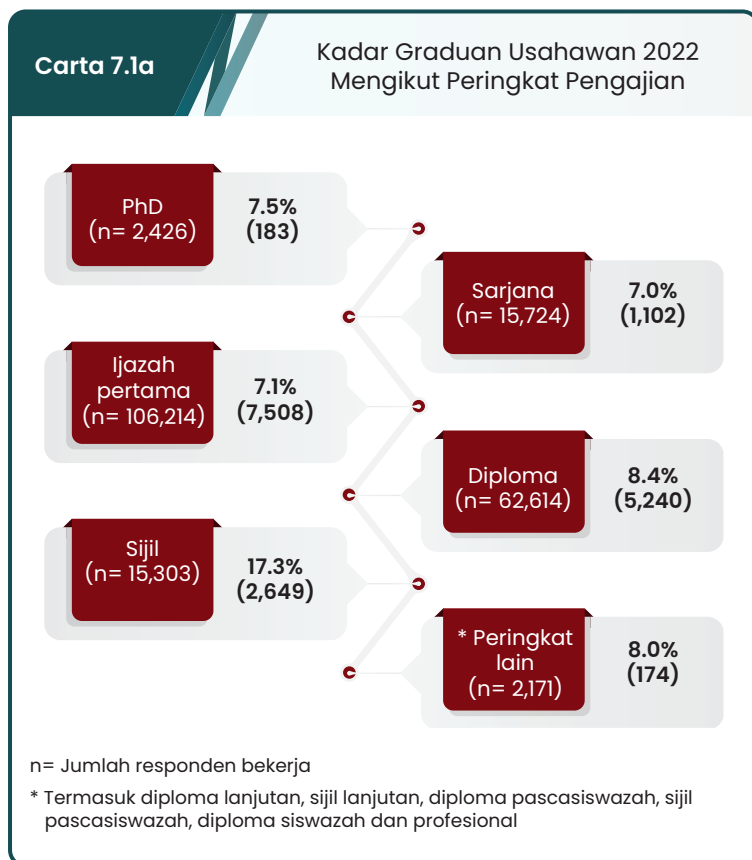 Carta 7.1a
Kadar Graduan Usahawan 2022
Mengikut Peringkat Pengajian
PhD
(n= 2,426)
7.5%
(183)
Sarjana
(n= 15,724)
7.0%
(1,102)
Ijazah
pertama
(n= 106,214)
7.1%
(7,508)
Diploma
(n= 62,614)
8.4%
(5,240)
Sijil
(n= 15,303)
17.3%
(2,649)
* Peringkat
lain
(n= 2,171)
8.0%
(174)
n= Jumlah responden bekerja
* Termasuk diploma lanjutan, sijil lanjutan, diploma pascasiswazah, sijil
pascasiswazah, diploma siswazah dan profesional